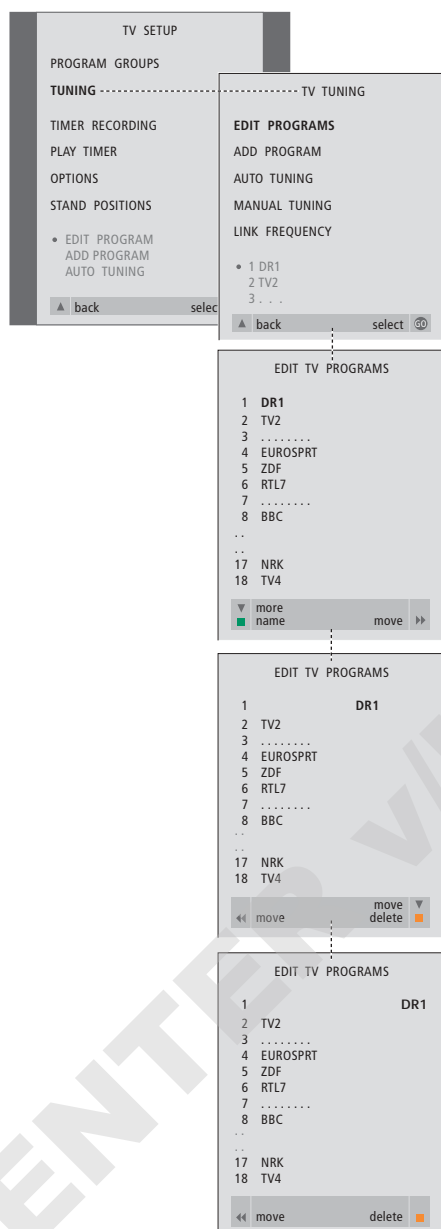 TV SETUP
PROGRAM GROUPS
TUNING
TIMER RECORDING
PLAY TIMER
OPTIONS
STAND POSITIONS
• EDIT PROGRAM
ADD PROGRAM
AUTO TUNING
▲ back selec
TV TUNING
EDIT PROGRAMS
ADD PROGRAM
AUTO TUNING
MANUAL TUNING
LINK FREQUENCY
• 1 DR1
2 TV2
3 . . .
▲ back select GO
EDIT TV PROGRAMS
1 DR1
2 TV2
3 . . . . . . . .
4 EUROSPRT
5 ZDF
6 RTL7
7 . . . . . . . .
8 BBC
. .
. .
17 NRK
18 TV4
▼ more
name move
EDIT TV PROGRAMS
1 DR1
2 TV2
3 . . . . . . . .
4 EUROSPRT
5 ZDF
6 RTL7
7 . . . . . . . .
8 BBC
. .
. .
17 NRK
18 TV4
move ▼
move delete
EDIT TV PROGRAMS
1 DR1
2 TV2
3 . . . . . . . .
4 EUROSPRT
5 ZDF
6 RTL7
7 . . . . . . . .
8 BBC
. .
. .
17 NRK
18 TV4
move delete
ENTER